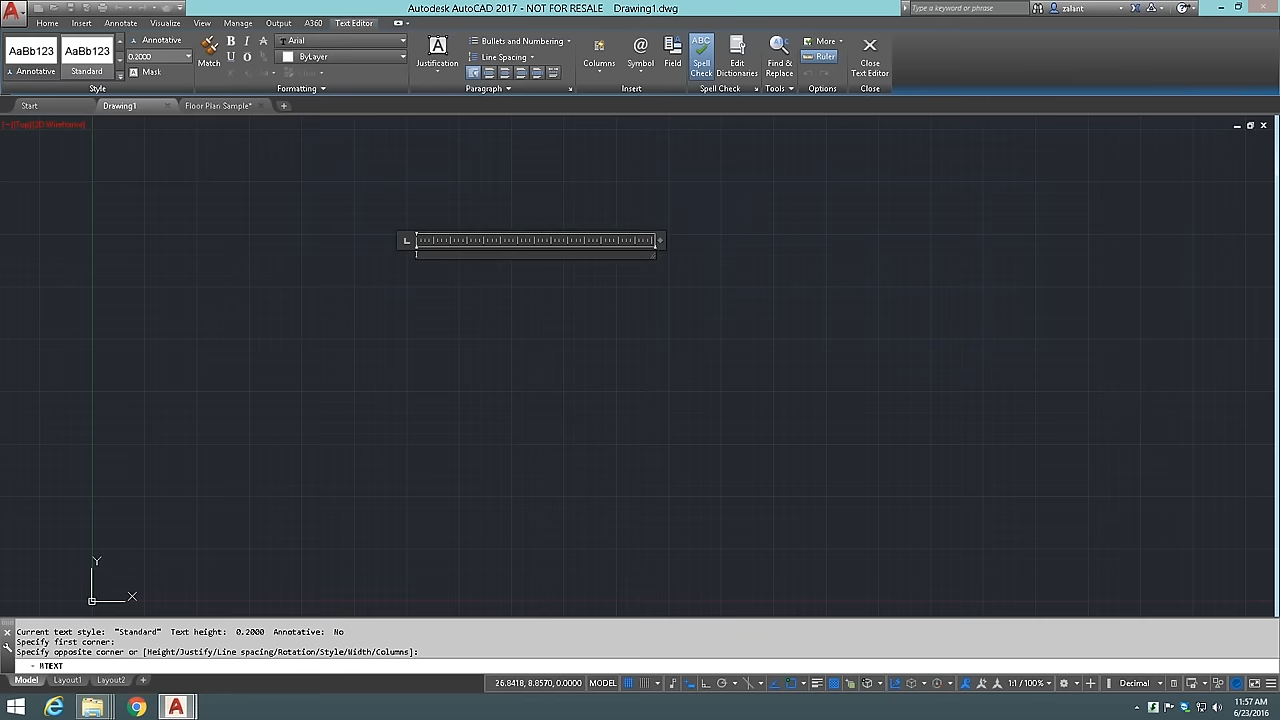 Autodesk AutoCAD 2017 - NOT FOR RESALE Drawing1.dwg
Type a keyword or phrase
zalant
Home Insert Annotate Visualize View Manage Output A360 Text Editor
AaBb123 AaBb123
Annotative Standard
Annotative
0.2000
Mask
Style
Match
B I A
U O
Arial
ByLayer
Formatting
A
Justification
Bullets and Numbering
Line Spacing
Paragraph
Columns
@
Symbol
Field
Insert
ABC
Spell Check
Edit Dictionaries
Spell Check
Find & Replace
Tools
More
Ruler
Options
Close Text Editor
Close
Start Drawing1 Floor Plan Sample*
[−][Top][2D Wireframe]
Y
X
Current text style: "Standard" Text height: 0.2000 Annotative: No
Specify first corner:
Specify opposite corner or [Height/Justify/Line spacing/Rotation/Style/Width/Columns]:
- MTEXT
Model Layout1 Layout2 +
26.8418, 8.8570, 0.0000 MODEL
1:1 / 100%
Decimal
11:57 AM
6/23/2016